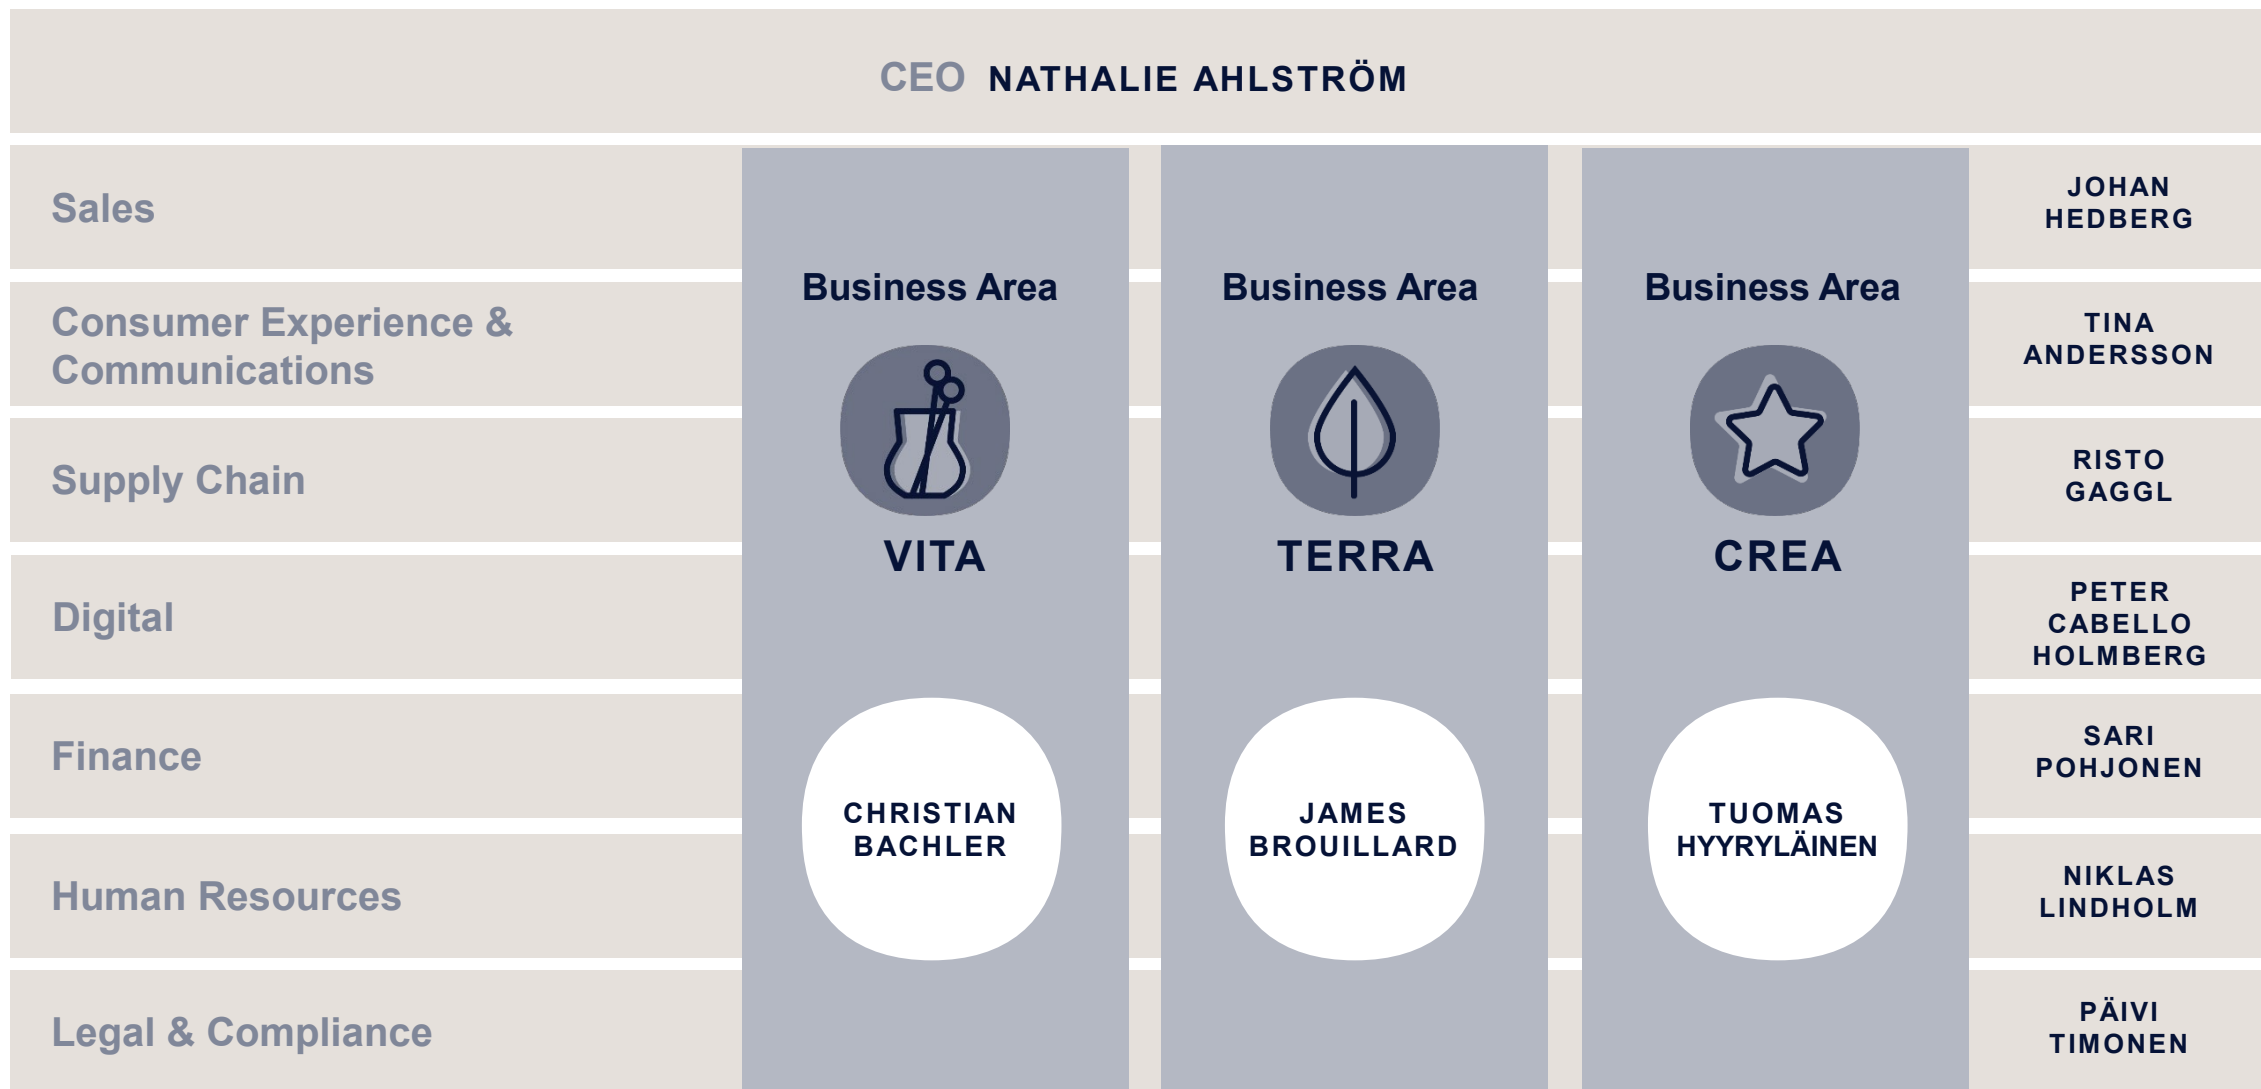 CEO NATHALIE AHLSTRÖM
Sales
JOHAN
HEDBERG
Consumer Experience &
Communications
TINA
ANDERSSON
Supply Chain
RISTO
GAGGL
Digital
PETER
CABELLO
HOLMBERG
Finance
SARI
POHJONEN
Human Resources
NIKLAS
LINDHOLM
Legal & Compliance
PÄIVI
TIMONEN
Business Area
VITA
CHRISTIAN
BACHLER
Business Area
TERRA
JAMES
BROUILLARD
Business Area
CREA
TUOMAS
HYYRYLÄINEN